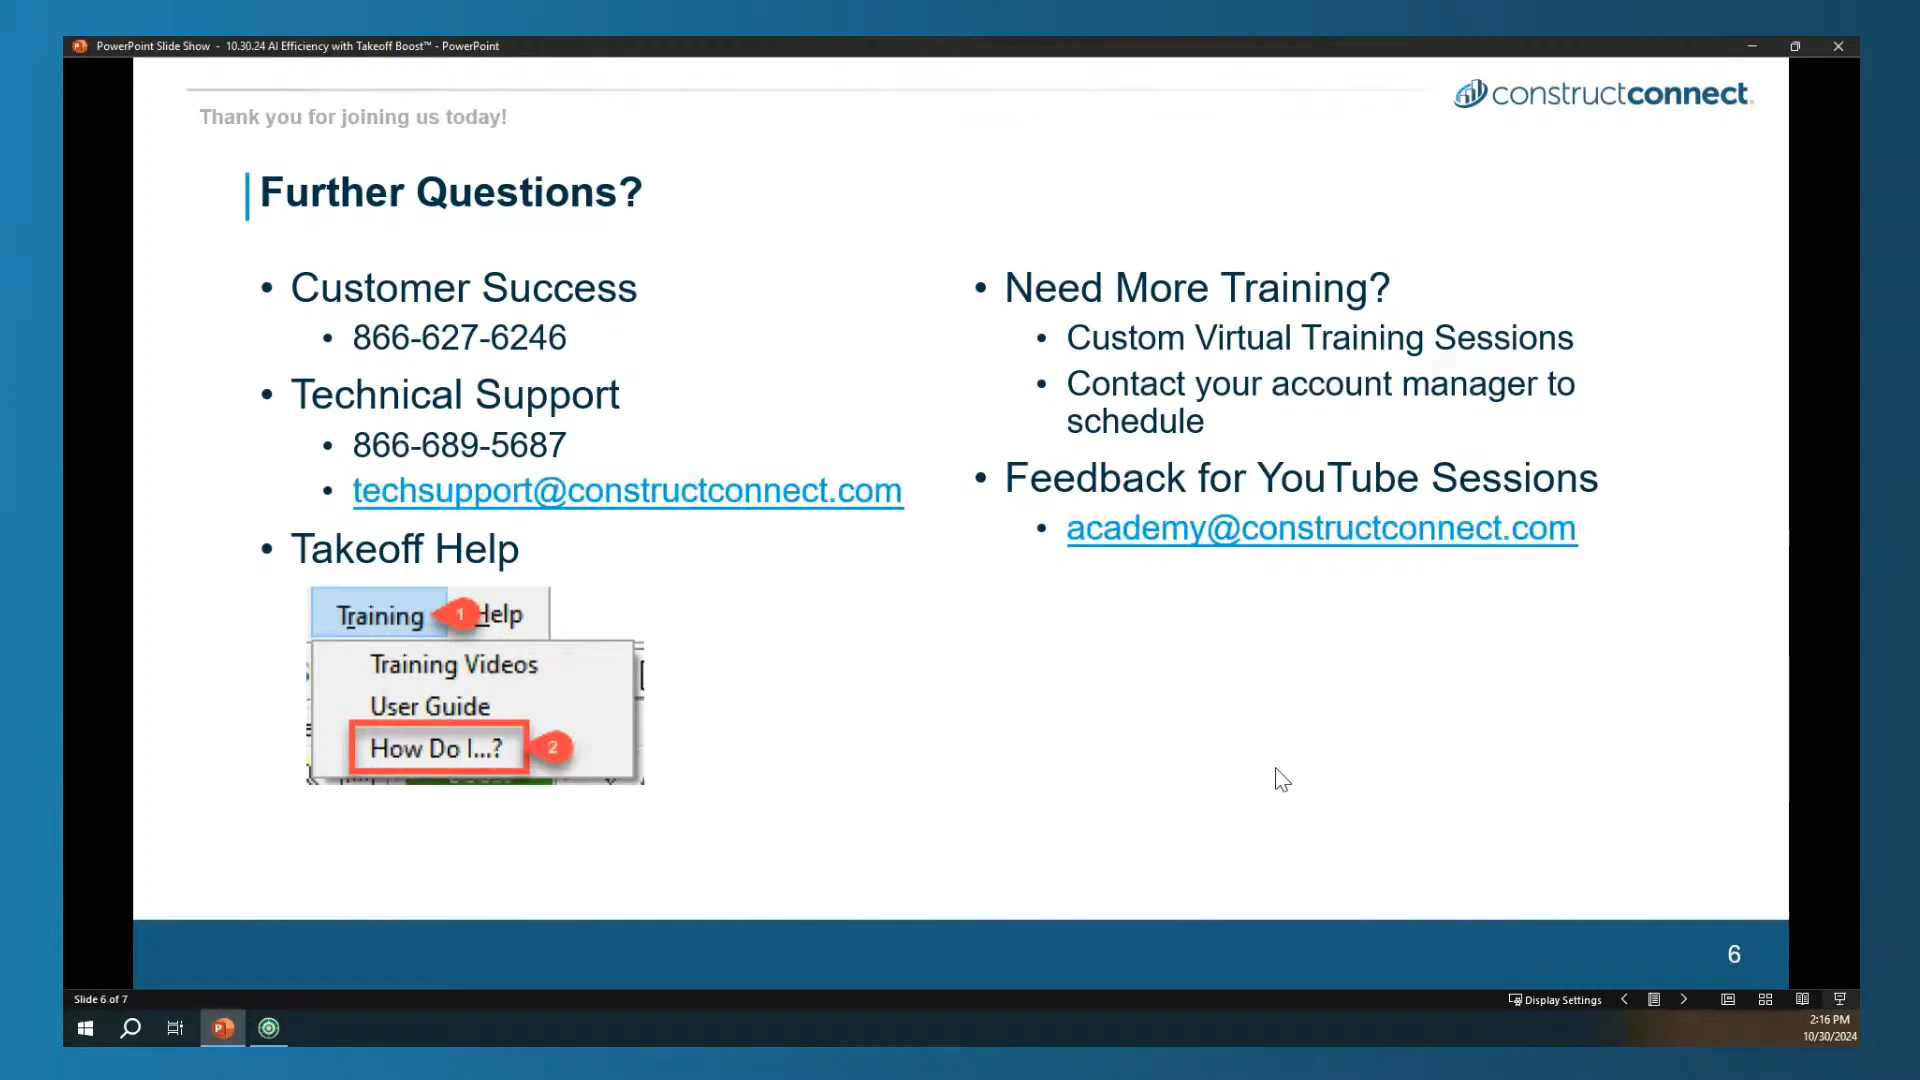 PowerPoint Slide Show - 10.30.24 AI Efficiency with Takeoff Boost™ - PowerPoint
constructconnect.
Thank you for joining us today!
Further Questions?
• Customer Success
• 866-627-6246
• Technical Support
• 866-689-5687
• techsupport@constructconnect.com
• Takeoff Help
Training 1 Help
Training Videos
User Guide
How Do I...? 2
• Need More Training?
• Custom Virtual Training Sessions
• Contact your account manager to
schedule
• Feedback for YouTube Sessions
• academy@constructconnect.com
6
Slide 6 of 7
Display Settings
2:16 PM
10/30/2024